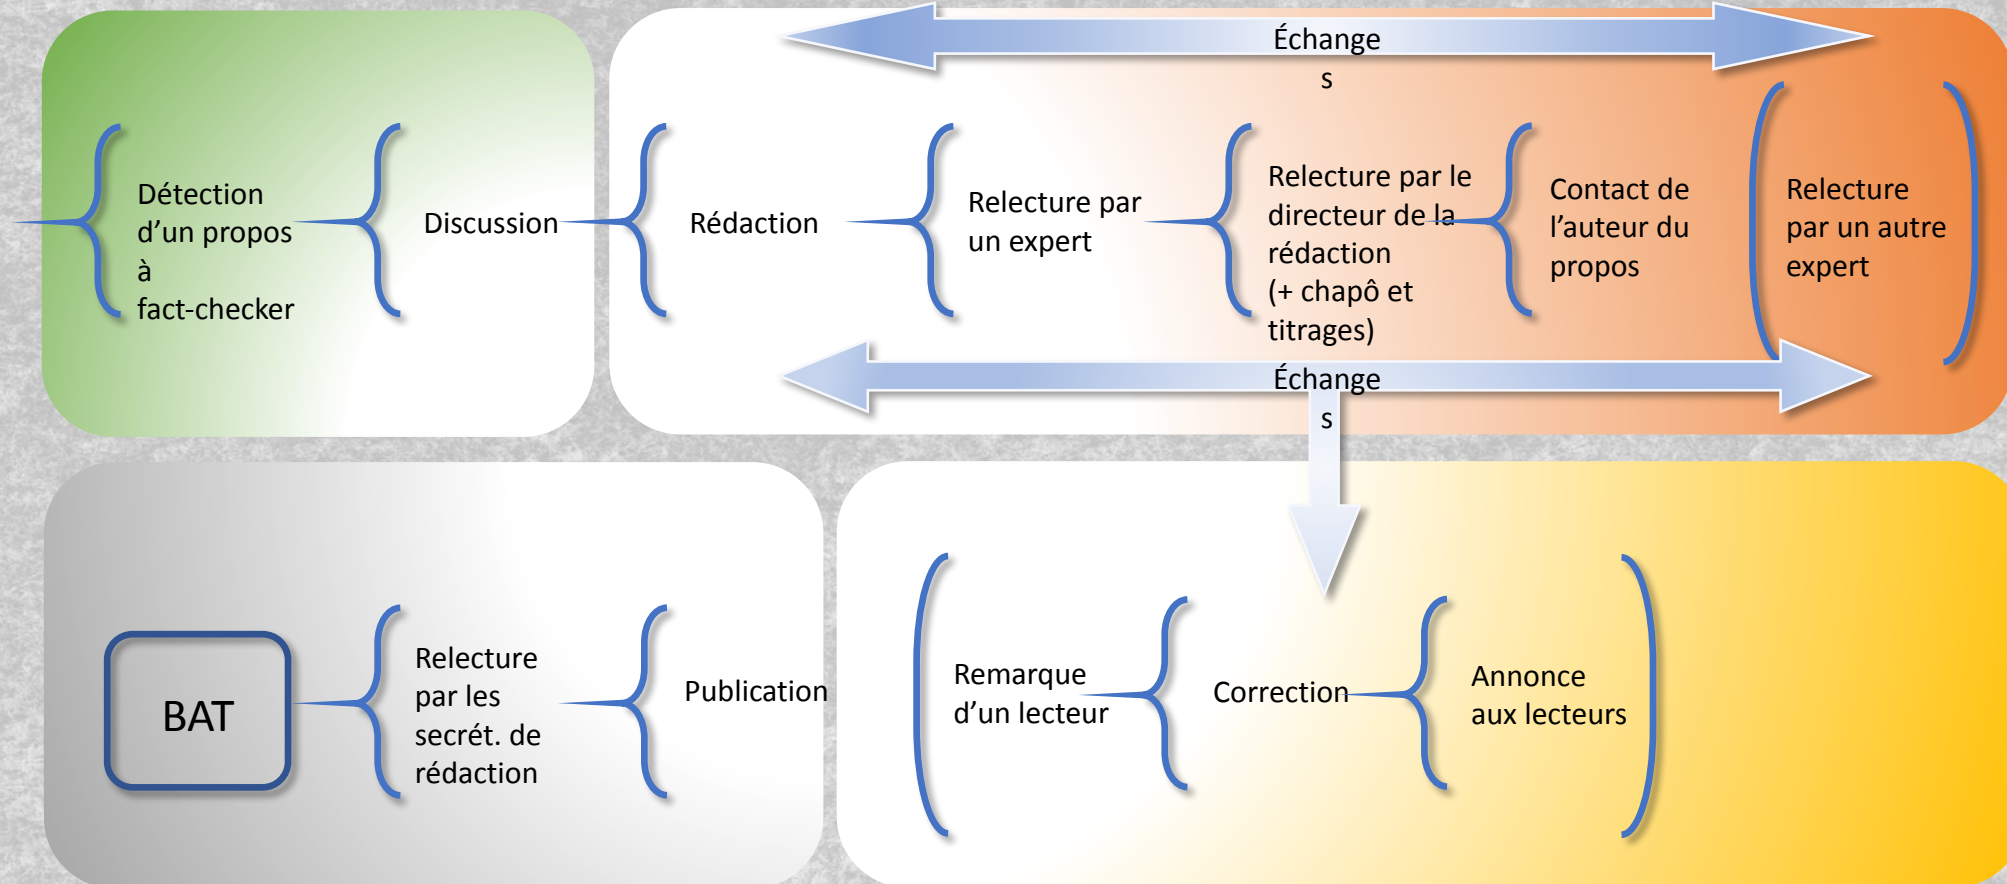 Échange
s
Détection
d’un propos
à
fact-checker
Discussion
Rédaction
Relecture par
un expert
Relecture par le
directeur de la
rédaction
(+ chapô et
titrages)
Contact de
l’auteur du
propos
Relecture
par un autre
expert
Échange
s
BAT
Relecture
par les
secrét. de
rédaction
Publication
Remarque
d’un lecteur
Correction
Annonce
aux lecteurs